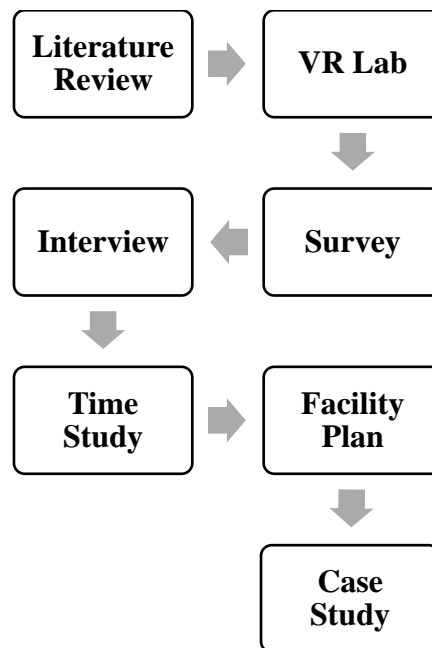 Literature
Review
VR Lab
Survey
Interview
Time
Study
Facility
Plan
Case
Study